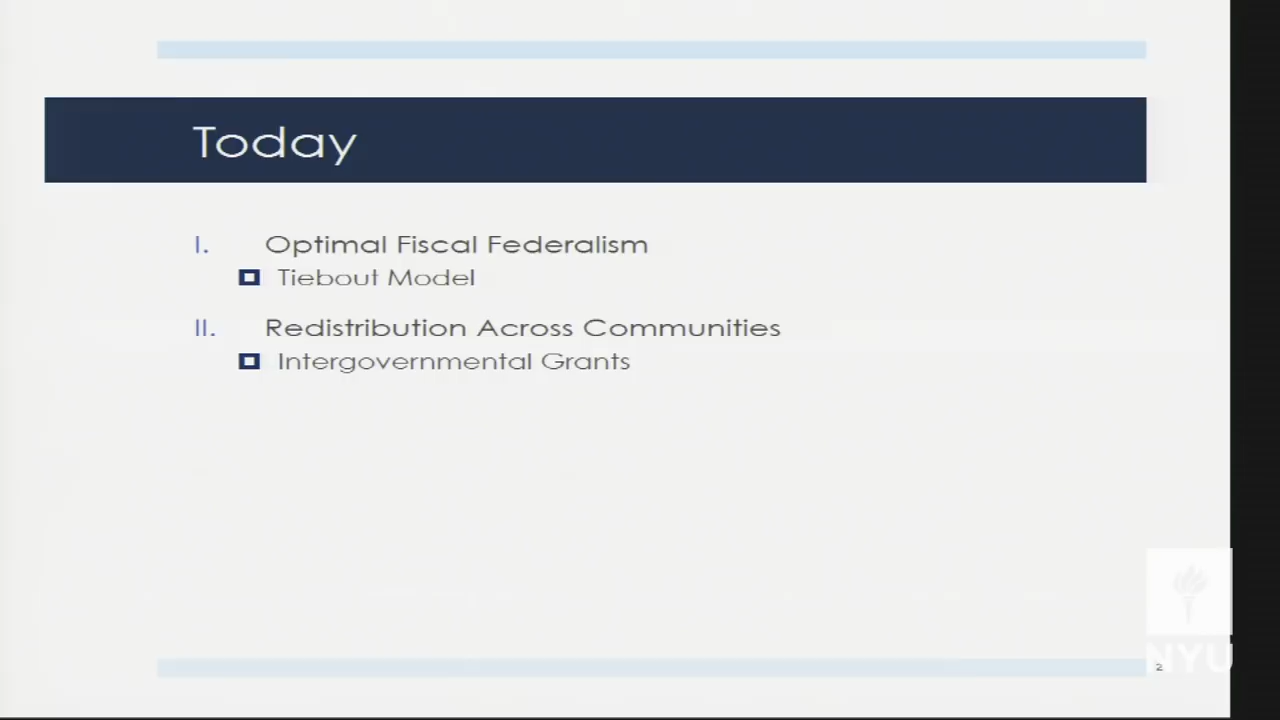 Today
I. Optimal Fiscal Federalism
Tiebout Model
II. Redistribution Across Communities
Intergovernmental Grants
NYU
2